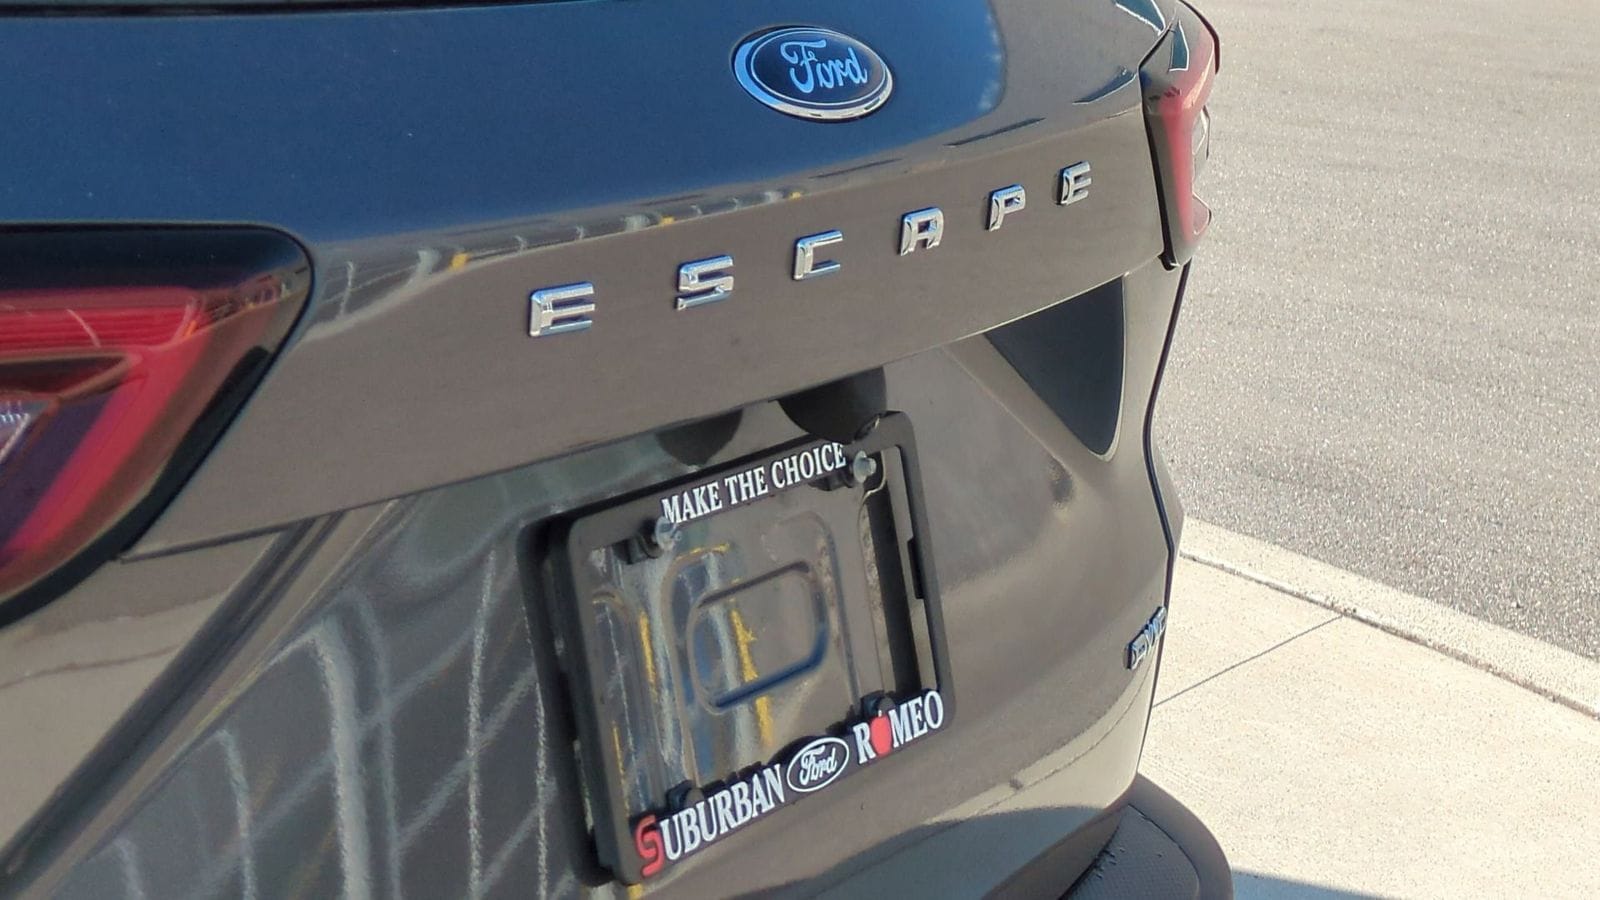 Ford
ESCAPE
MAKE THE CHOICE
SUBURBAN Ford ROMEO